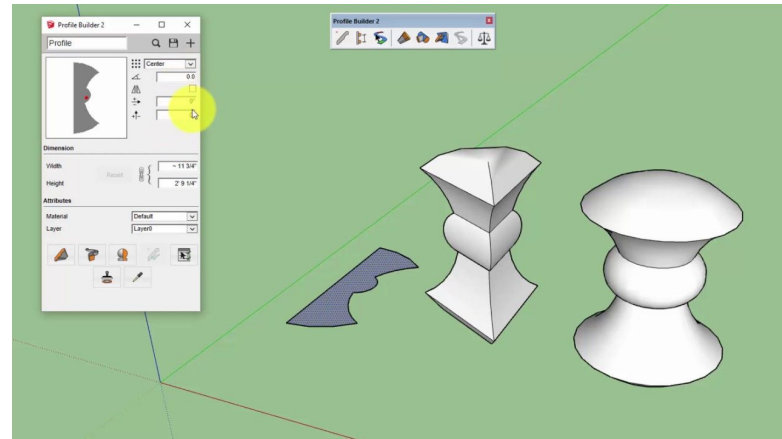 Profile Builder 2
Profile Builder 2
Profile
Center
0.0
0"
Dimension
Width
~ 11 3/4"
Reset
Height
2' 9 1/4"
Attributes
Material
Default
Layer
Layer0